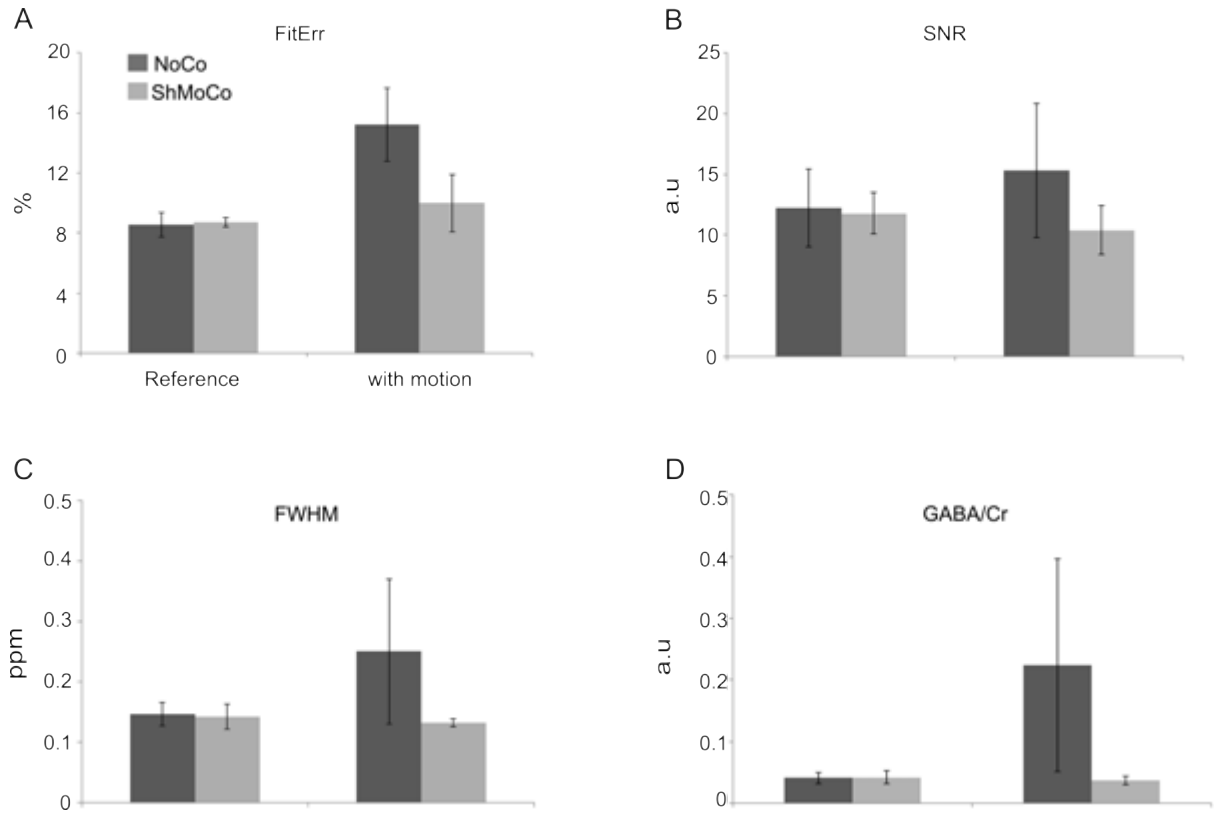 A
FitErr
20
16
12
8
4
0
%
NoCo
ShMoCo
Reference
with motion
B
SNR
25
20
15
10
5
0
a.u
C
FWHM
0.5
0.4
0.3
0.2
0.1
0
ppm
D
GABA/Cr
0.5
0.4
0.3
0.2
0.1
0
a.u